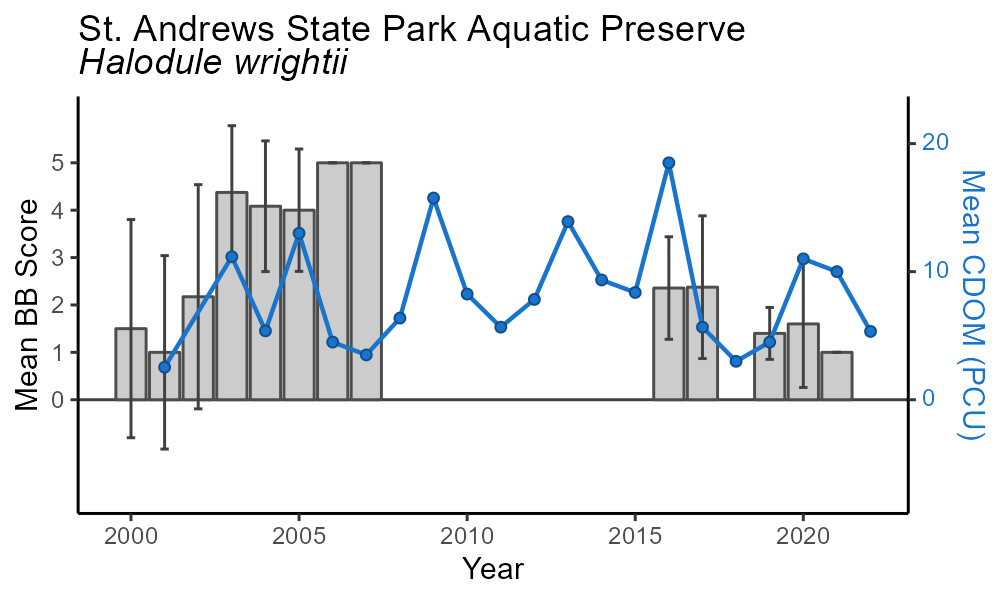 St. Andrews State Park Aquatic Preserve
Halodule wrightii
Mean BB Score
5
4
3
2
1
0
20
10
0
Mean CDOM (PCU)
2000
2005
2010
2015
2020
Year